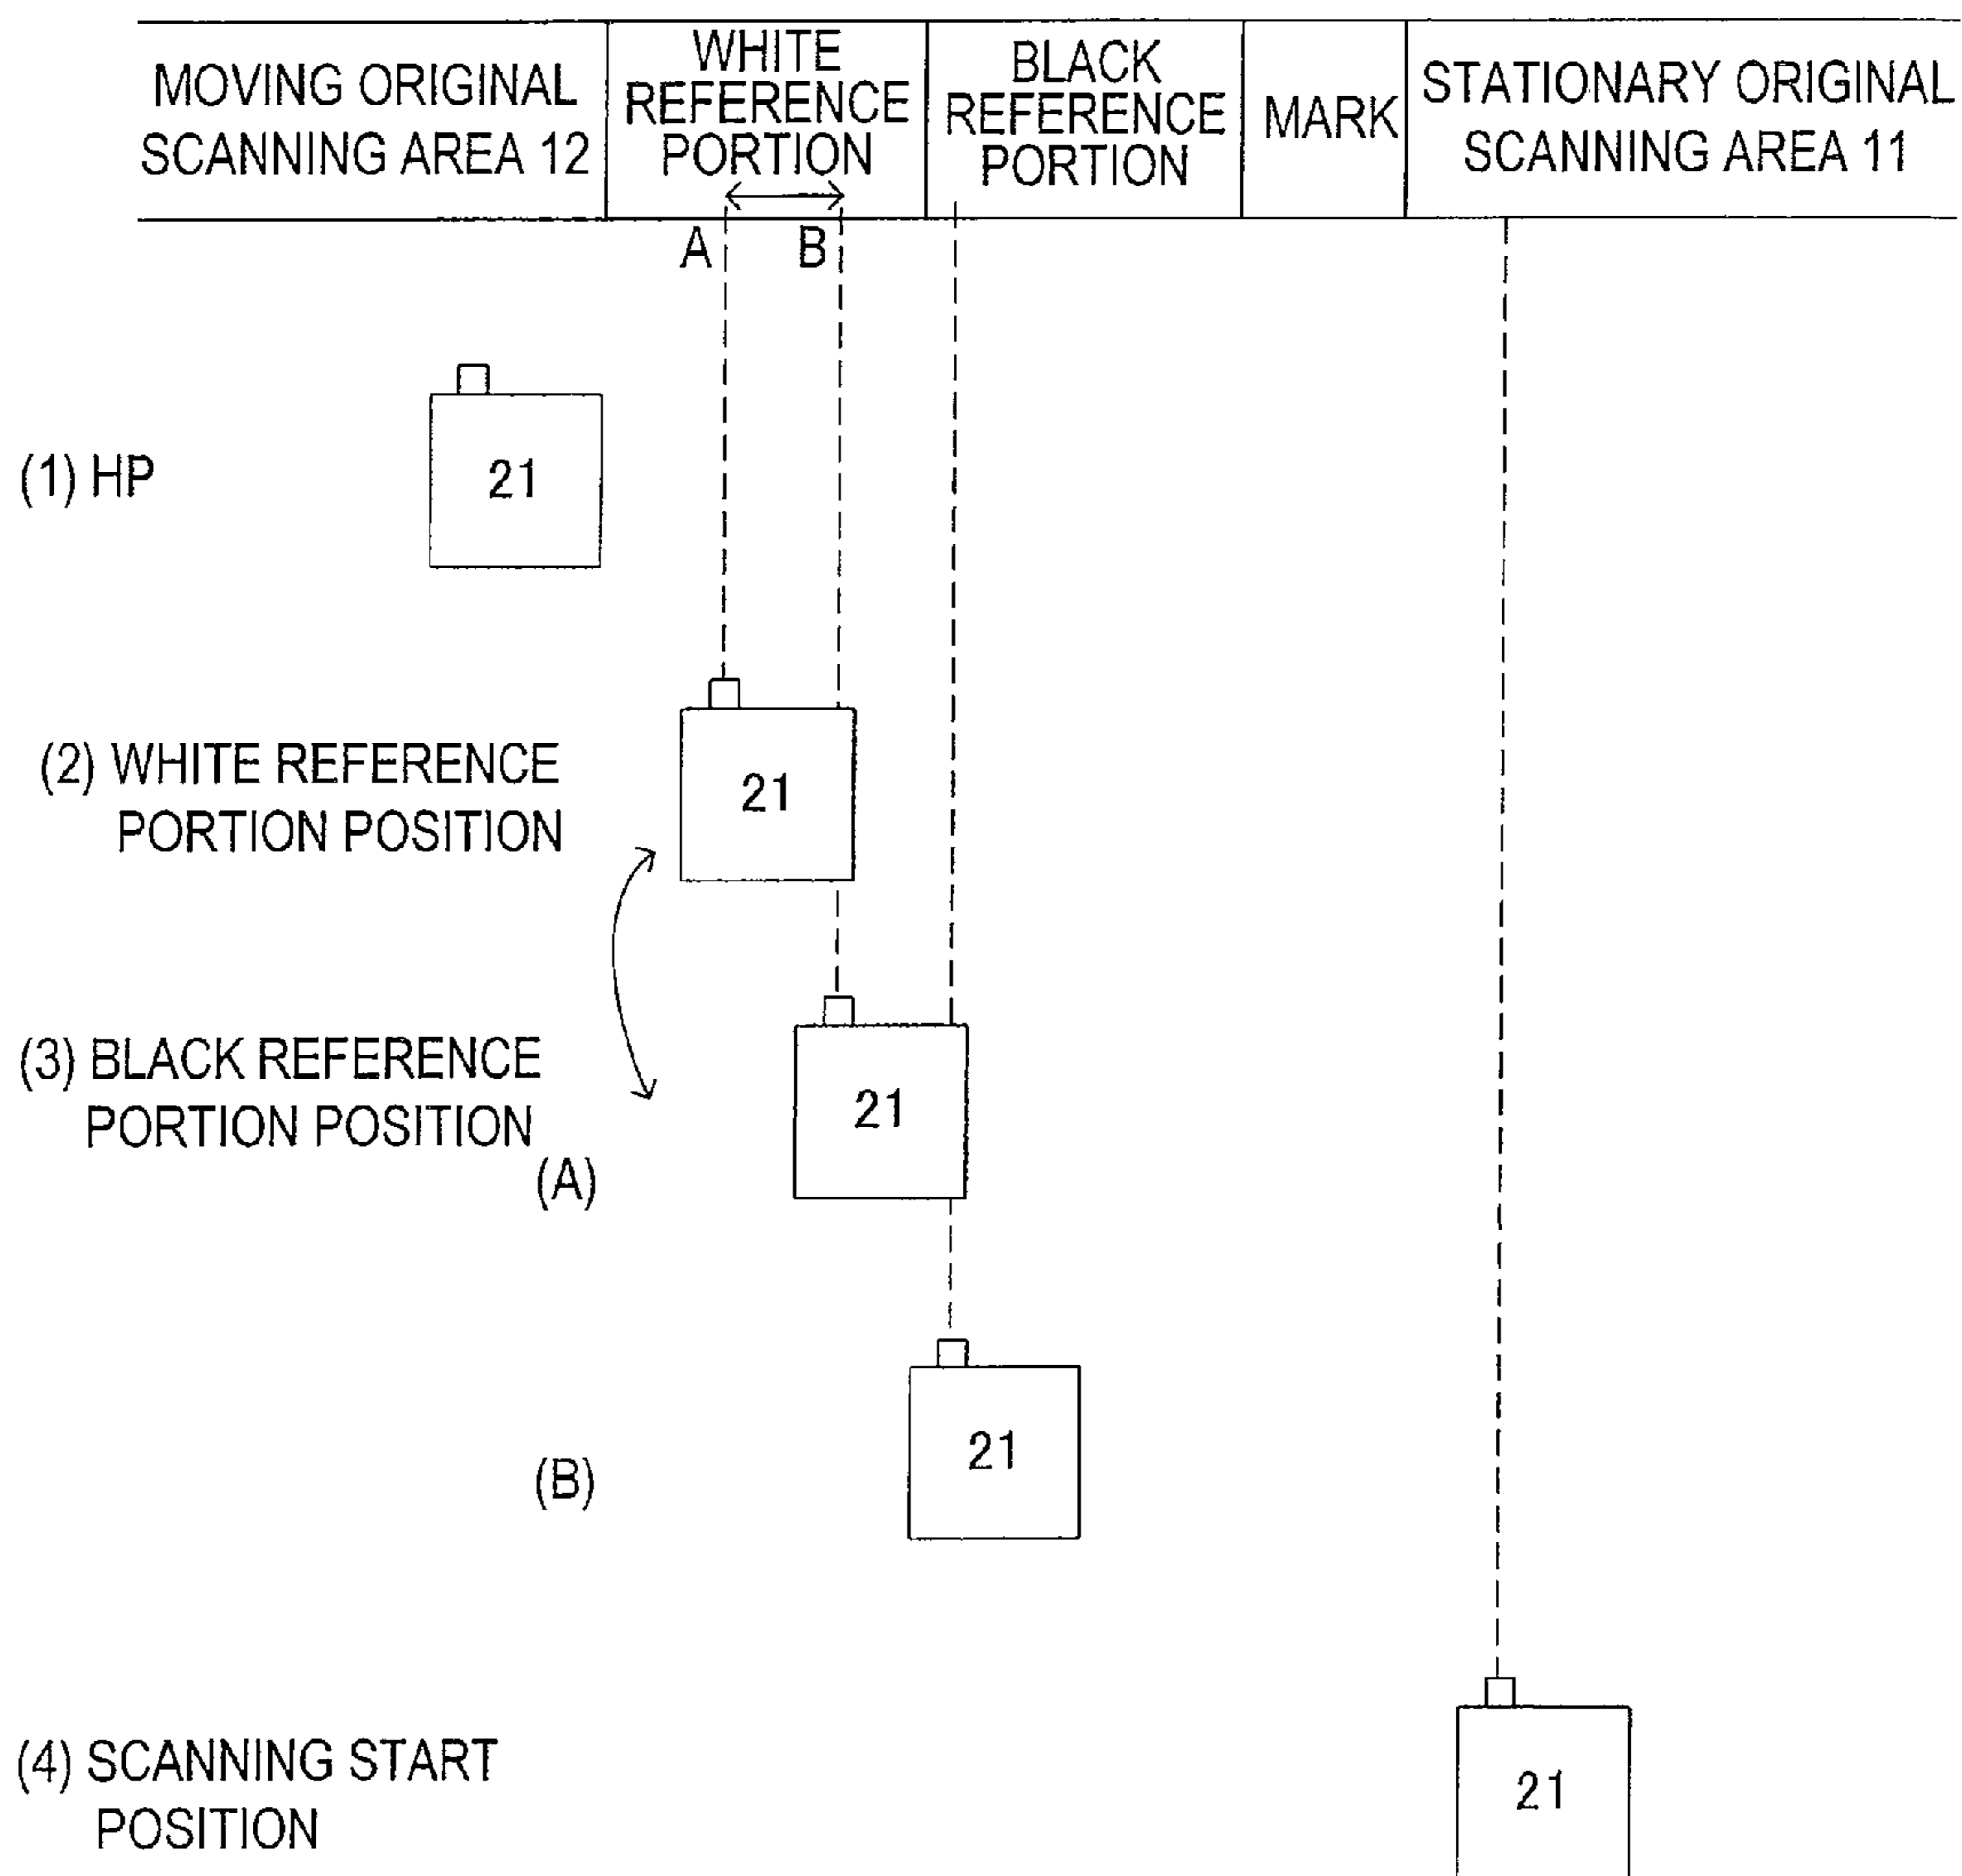 MOVING ORIGINAL
SCANNING AREA 12
WHITE
REFERENCE
PORTION
BLACK
REFERENCE
PORTION
MARK
STATIONARY ORIGINAL
SCANNING AREA 11
A
B
(1) HP
21
(2) WHITE REFERENCE
PORTION POSITION
21
(3) BLACK REFERENCE
PORTION POSITION
(A)
21
(B)
21
(4) SCANNING START
POSITION
21